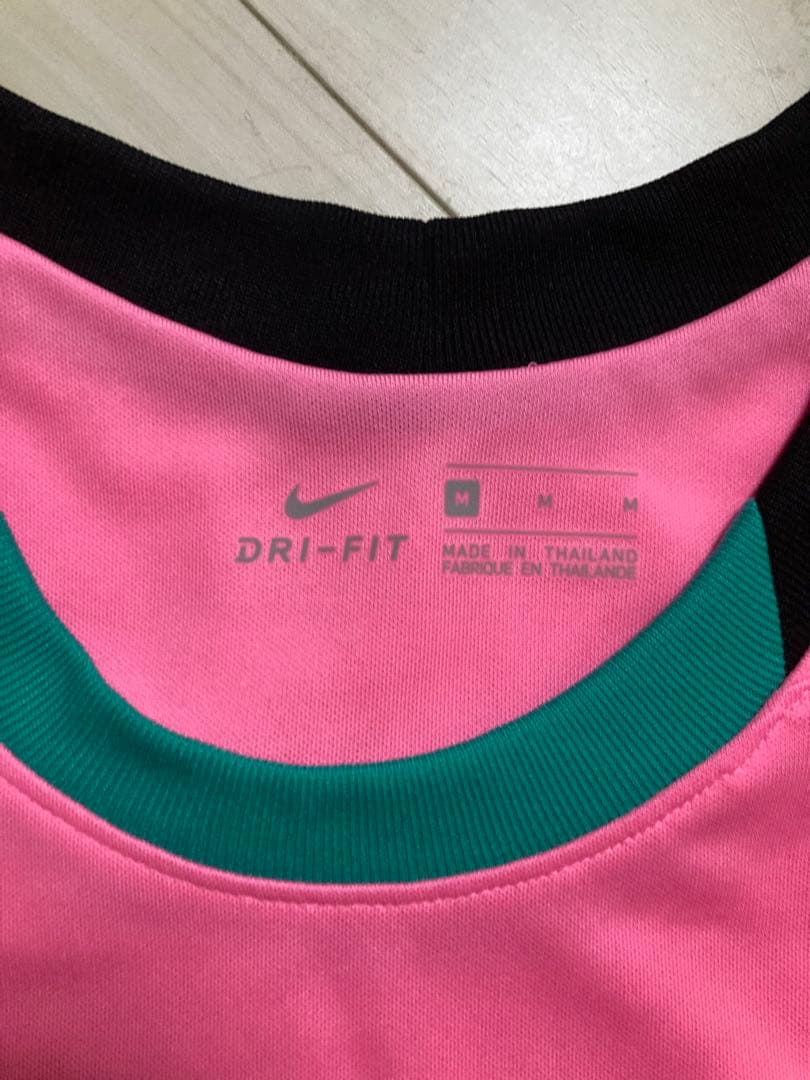 DRI-FIT
M M M
MADE IN THAILAND
FABRIQUE EN THAILANDE